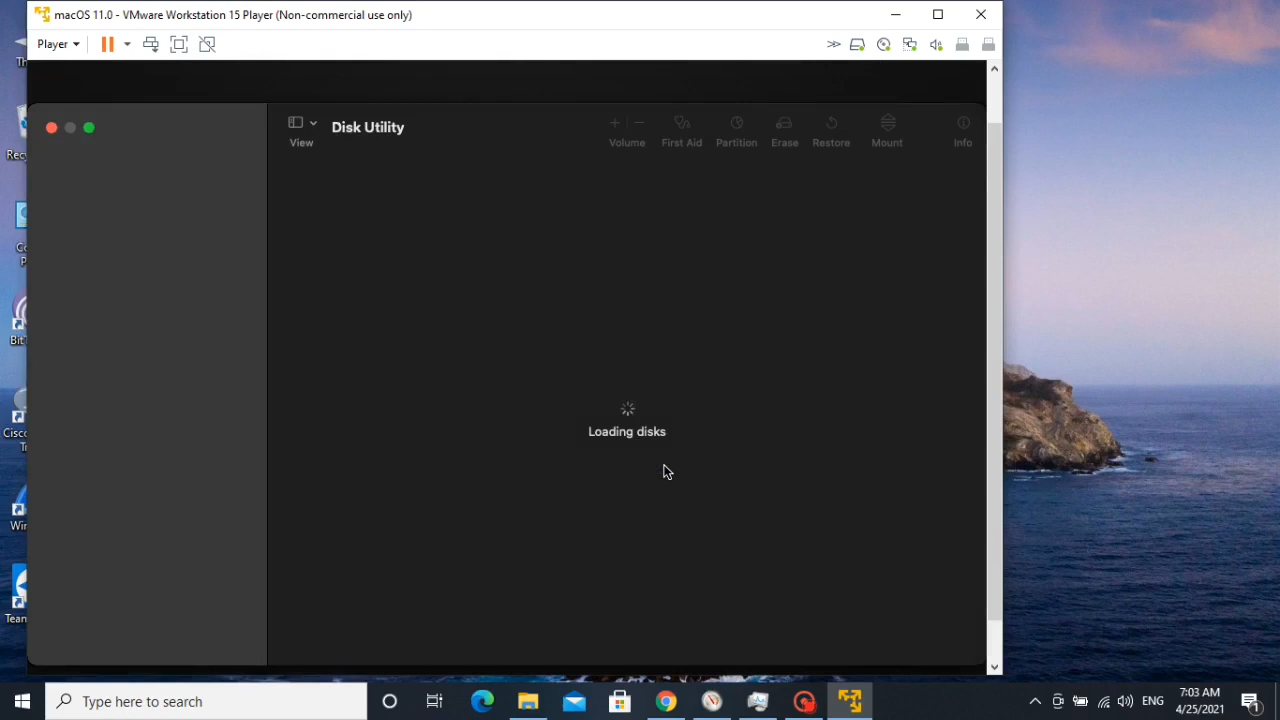 macOS 11.0 - VMware Workstation 15 Player (Non-commercial use only)
Player
Disk Utility
View
Volume
First Aid
Partition
Erase
Restore
Mount
Info
Loading disks
Type here to search
ENG
7:03 AM
4/25/2021
1